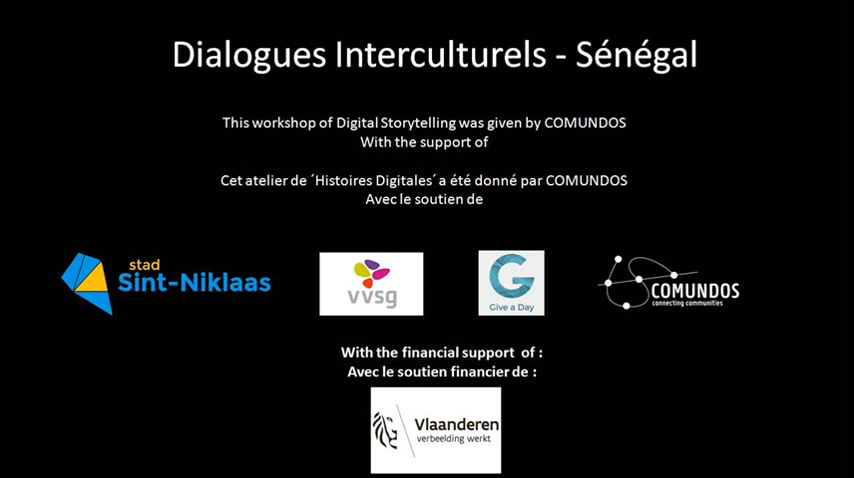 Dialogues Interculturels - Sénégal
This workshop of Digital Storytelling was given by COMUNDOS
With the support of
Cet atelier de ´Histoires Digitales´ a été donné par COMUNDOS
Avec le soutien de
stad
Sint-Niklaas
vvsg
G
Give a Day
COMUNDOS
connecting communities
With the financial support of :
Avec le soutien financier de :
Vlaanderen
verbeelding werkt